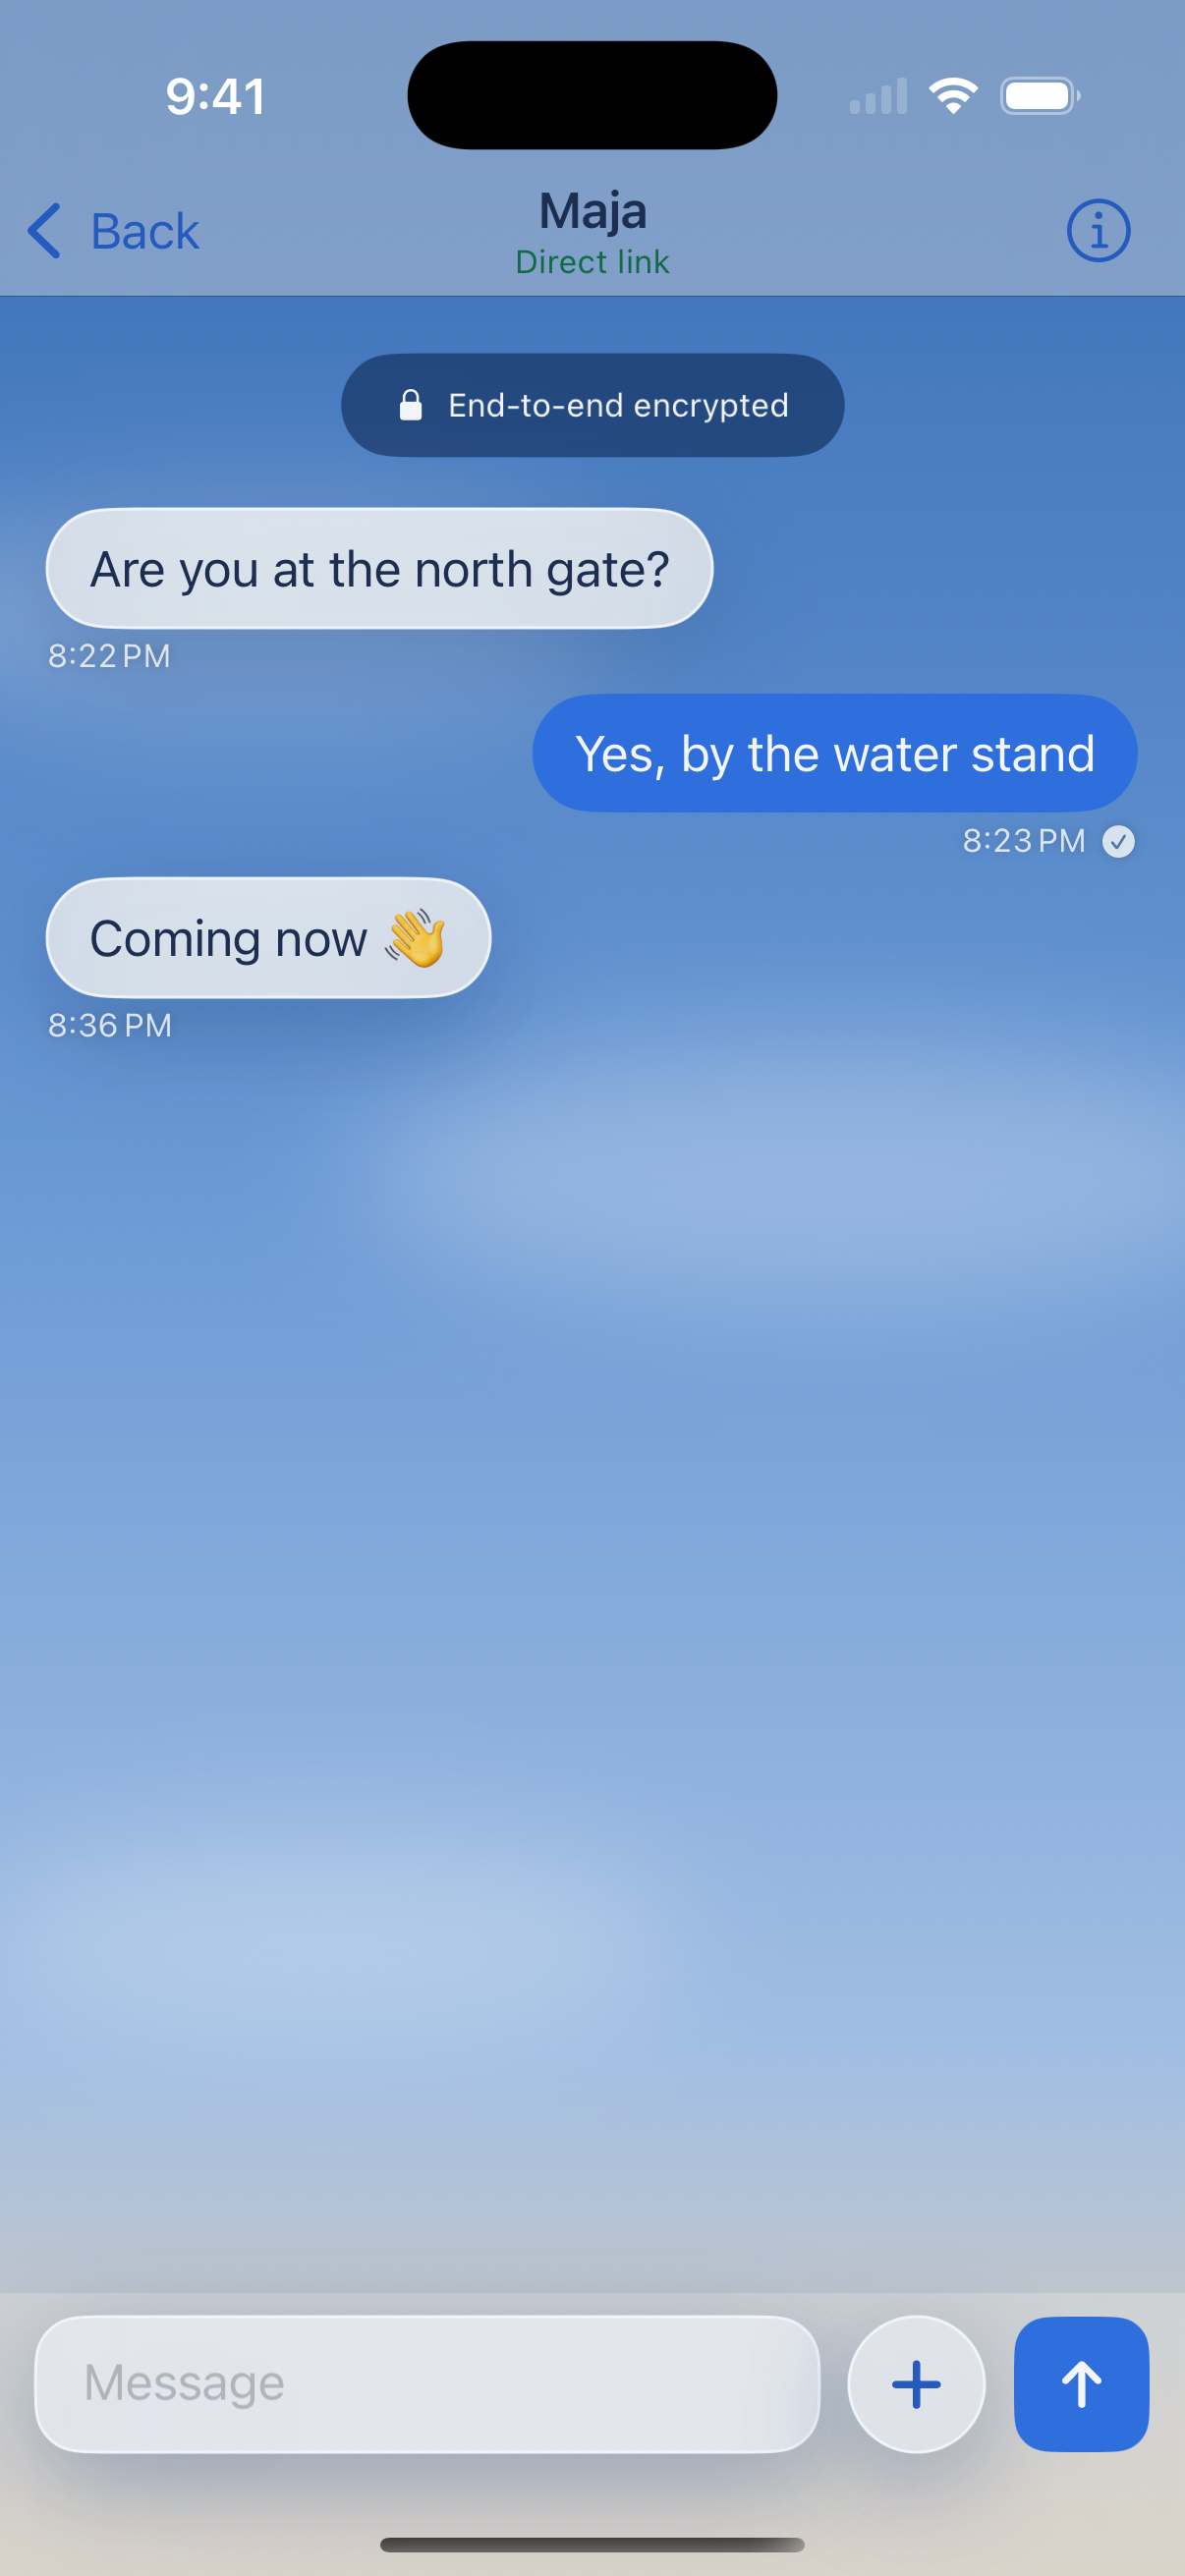 9:41
Back
Maja
Direct link
End-to-end encrypted
Are you at the north gate?
8:22 PM
Yes, by the water stand
8:23 PM
Coming now 👋
8:36 PM
Message